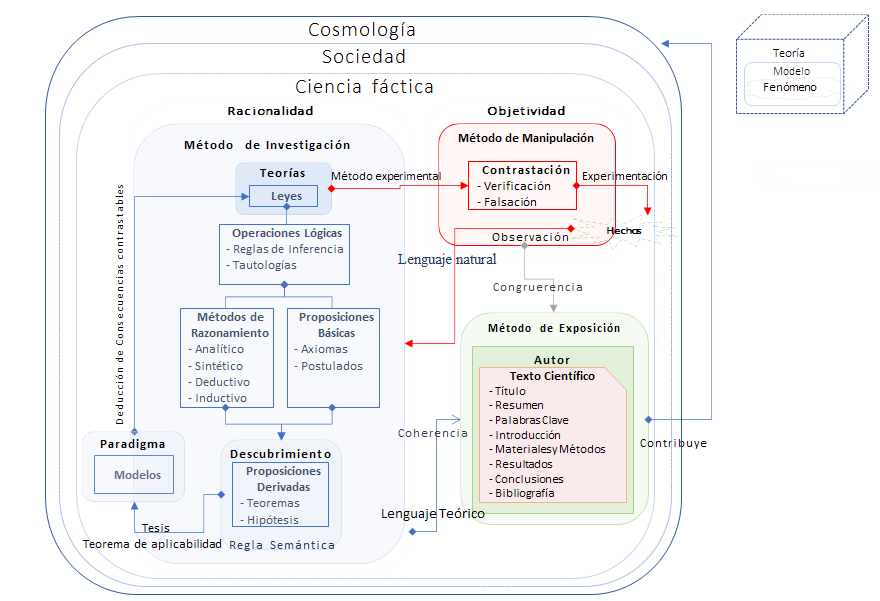 Cosmología
Sociedad
Ciencia fáctica
Racionalidad
Objetividad
Teoría
Modelo
Fenómeno
Método de Investigación
Método de Manipulación
Teorías
Leyes
Método experimental
Contrastación
- Verificación
- Falsación
Experimentación
Hechos
Observación
Operaciones Lógicas
- Reglas de Inferencia
- Tautologías
Lenguaje natural
Congruerencia
Deducción de Consecuencias contrastables
Métodos de
Razonamiento
- Analítico
- Sintético
- Deductivo
- Inductivo
Proposiciones
Básicas
- Axiomas
- Postulados
Método de Exposición
Autor
Texto Científico
- Título
- Resumen
- Palabras Clave
- Introducción
- Materiales y Métodos
- Resultados
- Conclusiones
- Bibliografía
Coherencia
Contribuye
Paradigma
Modelos
Descubrimiento
Proposiciones
Derivadas
- Teoremas
- Hipótesis
Regla Semántica
Lenguaje Teórico
Tesis
Teorema de aplicabilidad